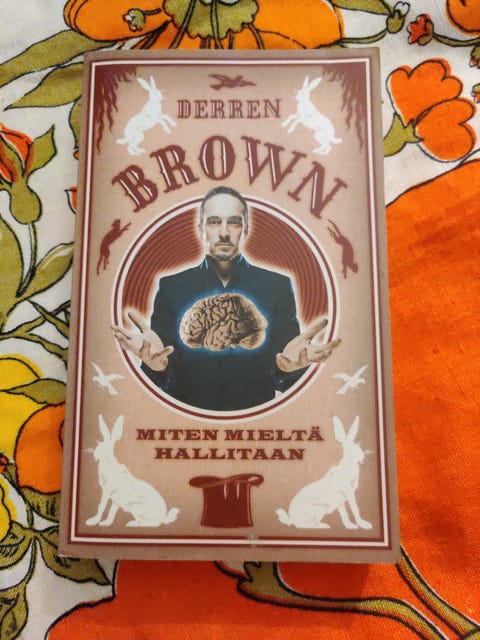 DERREN
BROWN
MITEN MIELTÄ
HALLITAAN